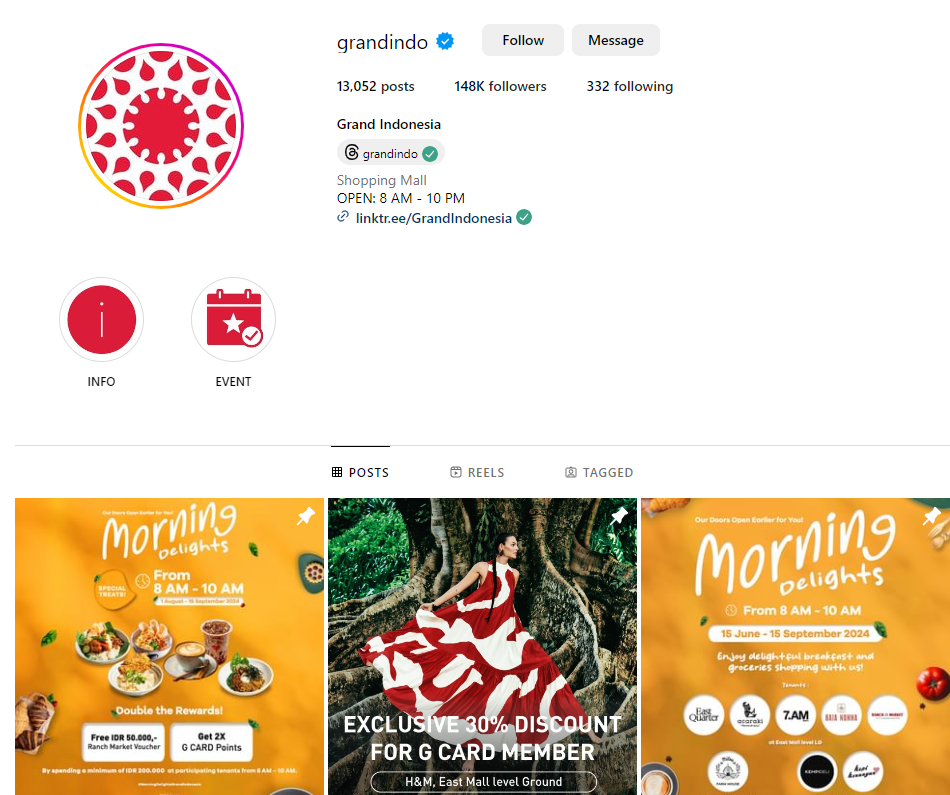 grandindo
Follow
Message
13,052 posts
148K followers
332 following
Grand Indonesia
grandindo
Shopping Mall
OPEN: 8 AM - 10 PM
linktr.ee/GrandIndonesia
INFO
EVENT
POSTS
REELS
TAGGED
Our Doors Open Earlier for You!
Morning
Delights
SPECIAL
TREATS!
From
8 AM - 10 AM
1 August - 15 September 2024
Double the Rewards!
Free IDR 50.000,-
Ranch Market Voucher
Get 2X
G CARD Points
By spending a minimum of IDR 200.000 at participating tenants from 8 AM - 10 AM.
EXCLUSIVE 30% DISCOUNT
FOR G CARD MEMBER
H&M, East Mall level Ground
Our Doors Open Earlier for You!
Morning
Delights
From 8 AM - 10 AM
15 June - 15 September 2024
Enjoy delightful breakfast and
groceries shopping with us!
Tenants :
East
Quarter
acaraki
7.AM
NONNA
at East Mall level LG